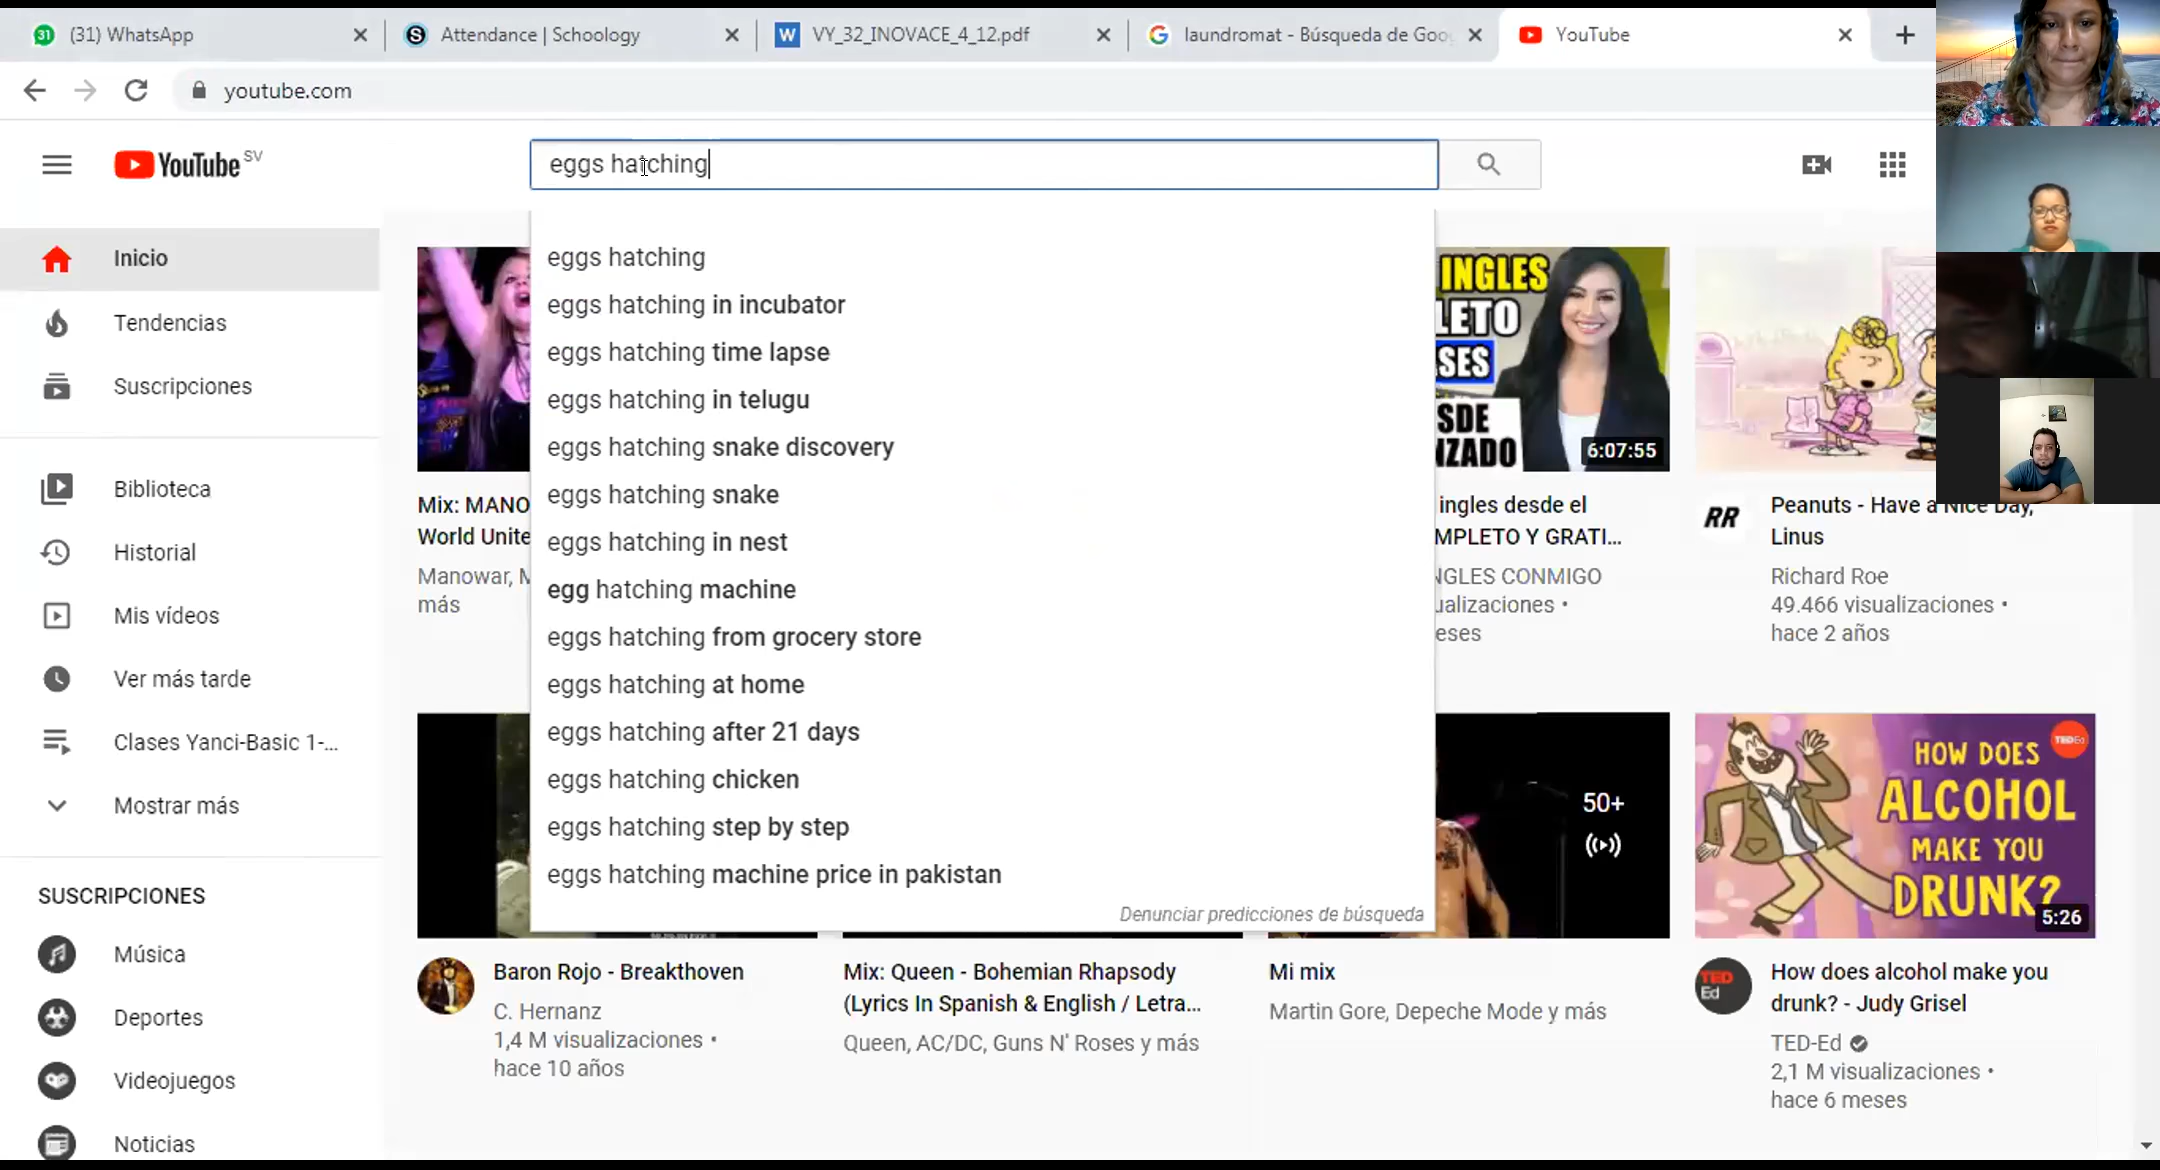 31 (31) WhatsApp
Attendance | Schoology
W VY_32_INOVACE_4_12.pdf
laundromat - Búsqueda de Goo
YouTube
youtube.com
YouTube SV
eggs hatching
Inicio
Tendencias
Suscripciones
Biblioteca
Historial
Mis vídeos
Ver más tarde
Clases Yanci-Basic 1-...
Mostrar más
SUSCRIPCIONES
Música
Deportes
Videojuegos
Noticias
eggs hatching
eggs hatching in incubator
eggs hatching time lapse
eggs hatching in telugu
eggs hatching snake discovery
eggs hatching snake
eggs hatching in nest
egg hatching machine
eggs hatching from grocery store
eggs hatching at home
eggs hatching after 21 days
eggs hatching chicken
eggs hatching step by step
eggs hatching machine price in pakistan
Denunciar predicciones de búsqueda
Mix: MANO
World Unite
Manowar, M
más
INGLES
LETO
SES
SDE
NZADO
6:07:55
ingles desde el
MPLETO Y GRATI...
NGLES CONMIGO
ualizaciones •
eses
RR
Peanuts - Have a Nice Day,
Linus
Richard Roe
49.466 visualizaciones •
hace 2 años
Baron Rojo - Breakthoven
C. Hernanz
1,4 M visualizaciones •
hace 10 años
Mix: Queen - Bohemian Rhapsody
(Lyrics In Spanish & English / Letra...
Queen, AC/DC, Guns N' Roses y más
50+
Mi mix
Martin Gore, Depeche Mode y más
TED Ed
HOW DOES
ALCOHOL
MAKE YOU
DRUNK?
5:26
TED
Ed
How does alcohol make you
drunk? - Judy Grisel
TED-Ed
2,1 M visualizaciones •
hace 6 meses